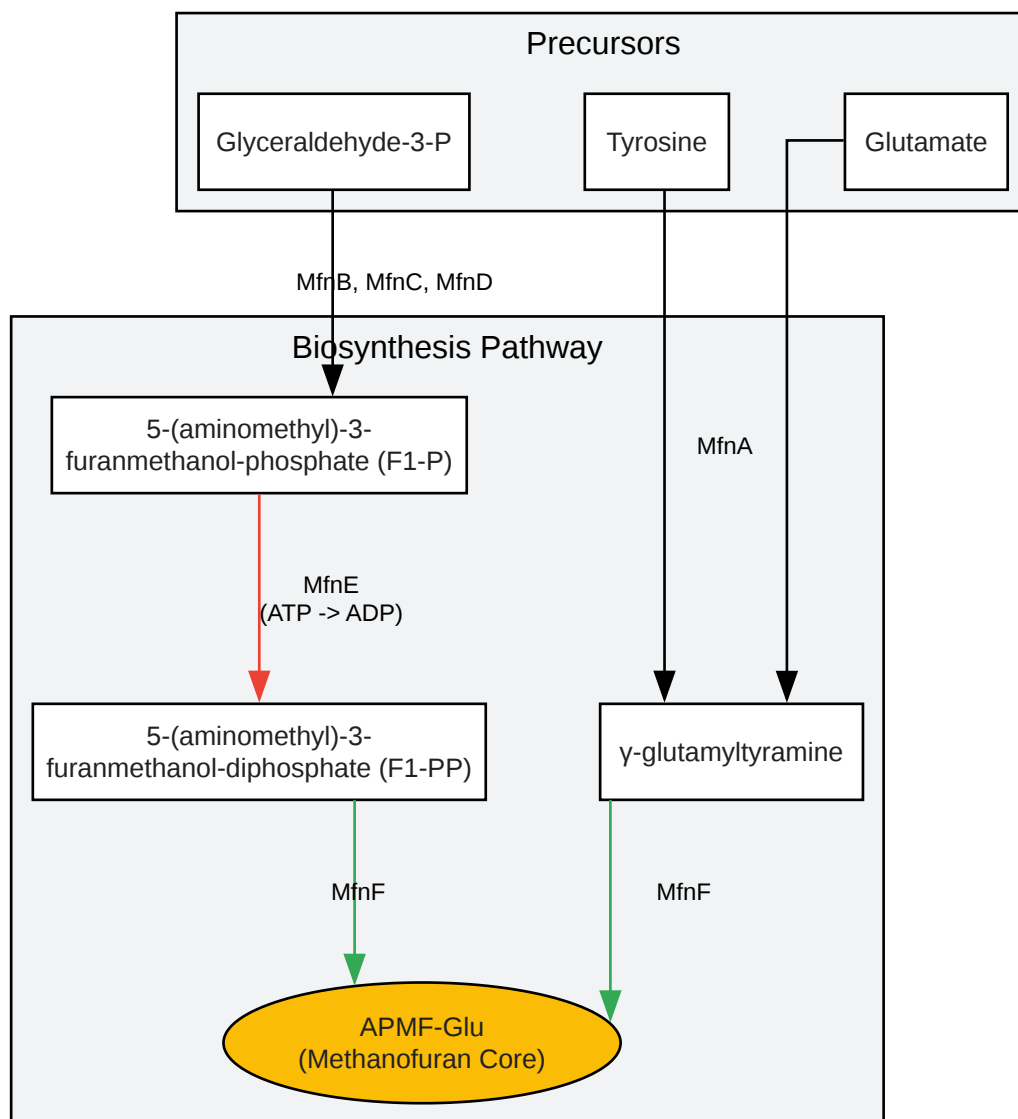 Precursors
Glyceraldehyde-3-P
Tyrosine
Glutamate
MfnB, MfnC, MfnD
Biosynthesis Pathway
5-(aminomethyl)-3-
furanmethanol-phosphate (F1-P)
MfnA
MfnE
(ATP -> ADP)
5-(aminomethyl)-3-
furanmethanol-diphosphate (F1-PP)
γ-glutamyltyramine
MfnF
MfnF
APMF-Glu
(Methanofuran Core)